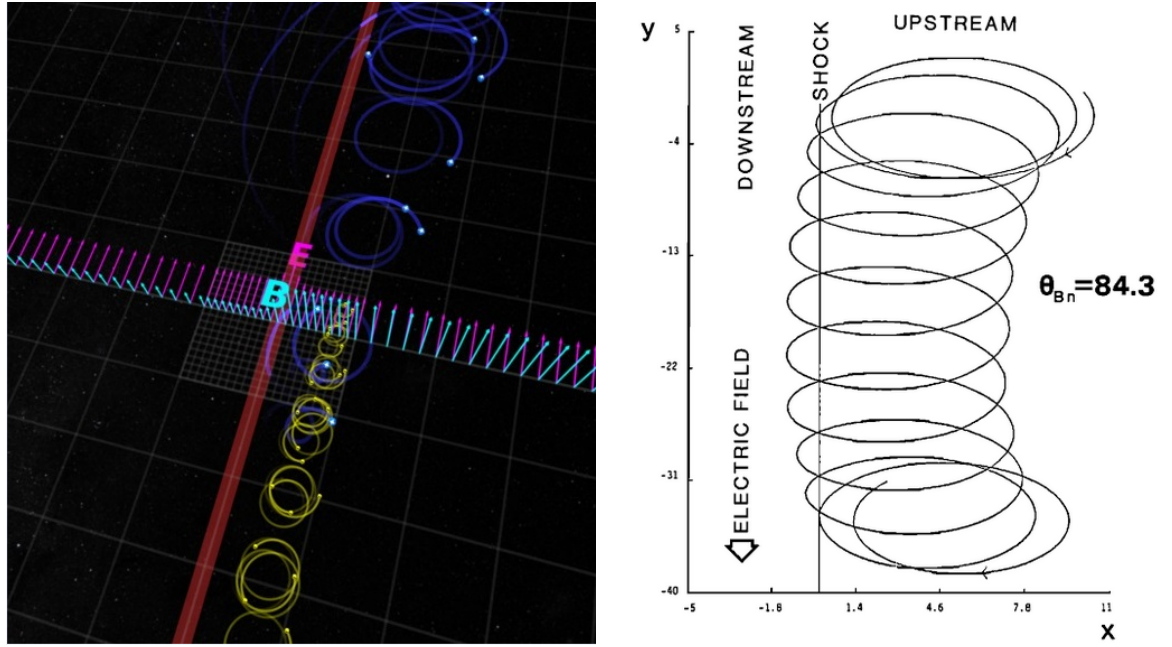 E
B
y
UPSTREAM
DOWNSTREAM
SHOCK
5
-4
-13
-22
-31
-40
θBn=84.3
ELECTRIC FIELD
-5
-1.8
1.4
4.6
7.8
11
x